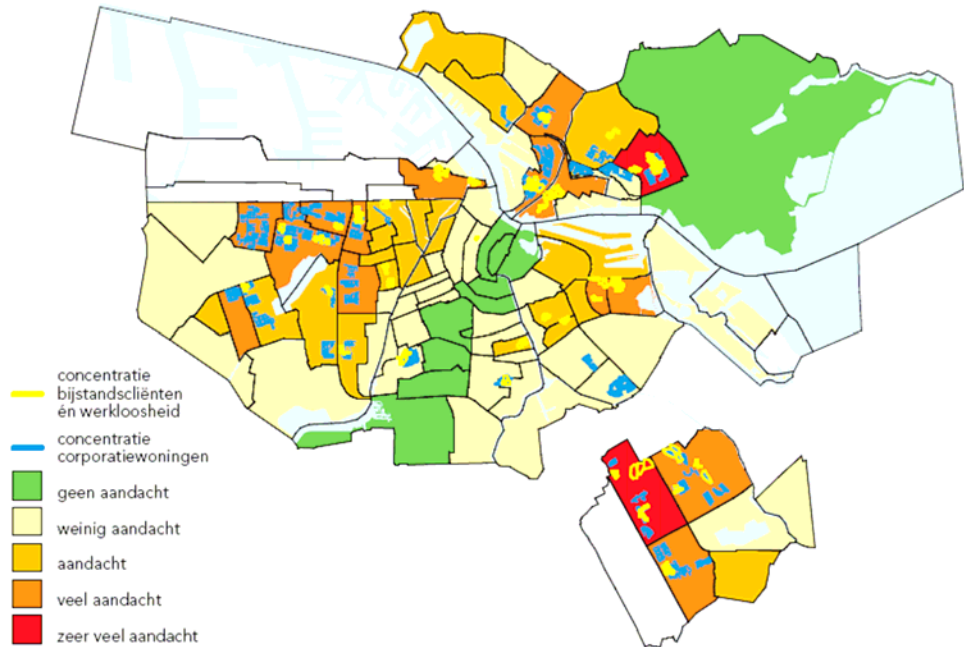 concentratie
bijstandscliënten
én werkloosheid
concentratie
corporatiewoningen
geen aandacht
weinig aandacht
aandacht
veel aandacht
zeer veel aandacht